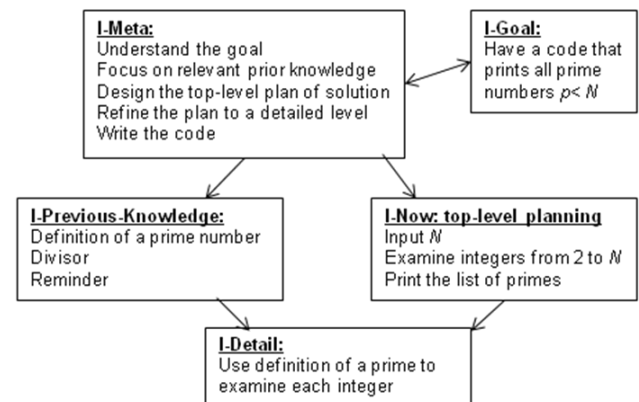 I-Meta:
Understand the goal
Focus on relevant prior knowledge
Design the top-level plan of solution
Refine the plan to a detailed level
Write the code
I-Goal:
Have a code that
prints all prime
numbers p< N
I-Previous-Knowledge:
Definition of a prime number
Divisor
Reminder
I-Now: top-level planning
Input N
Examine integers from 2 to N
Print the list of primes
I-Detail:
Use definition of a prime to
examine each integer